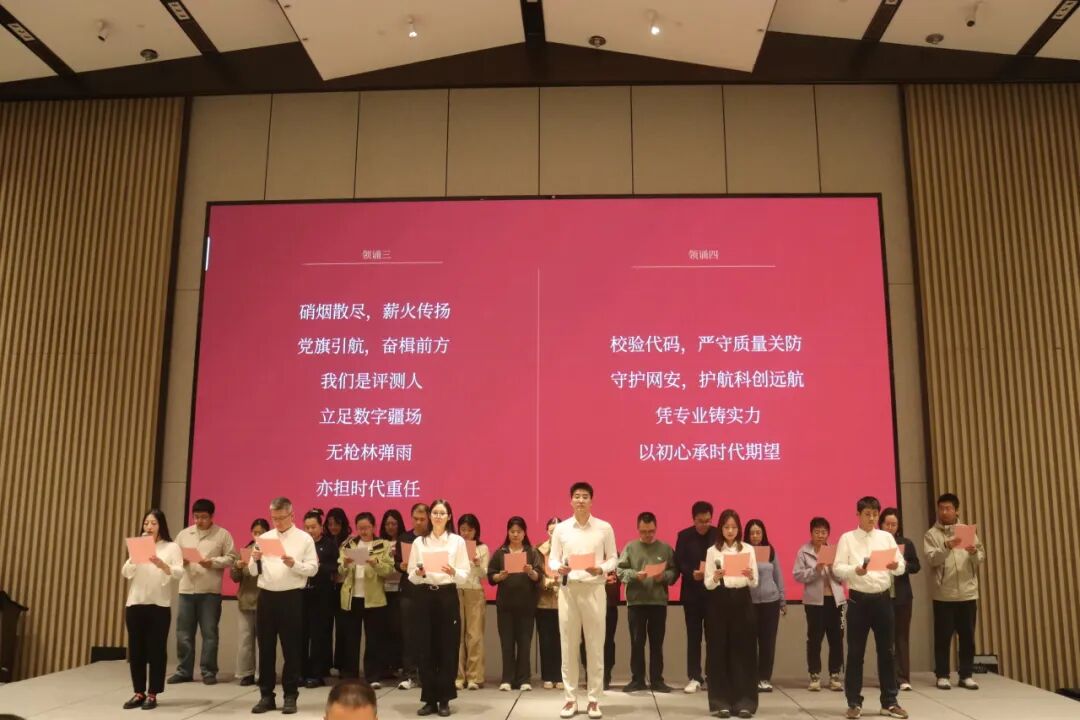 领诵三
硝烟散尽，薪火传扬
党旗引航，奋楫前方
我们是评测人
立足数字疆场
无枪林弹雨
亦担时代重任
领诵四
校验代码，严守质量关防
守护网安，护航科创远航
凭专业铸实力
以初心承时代期望